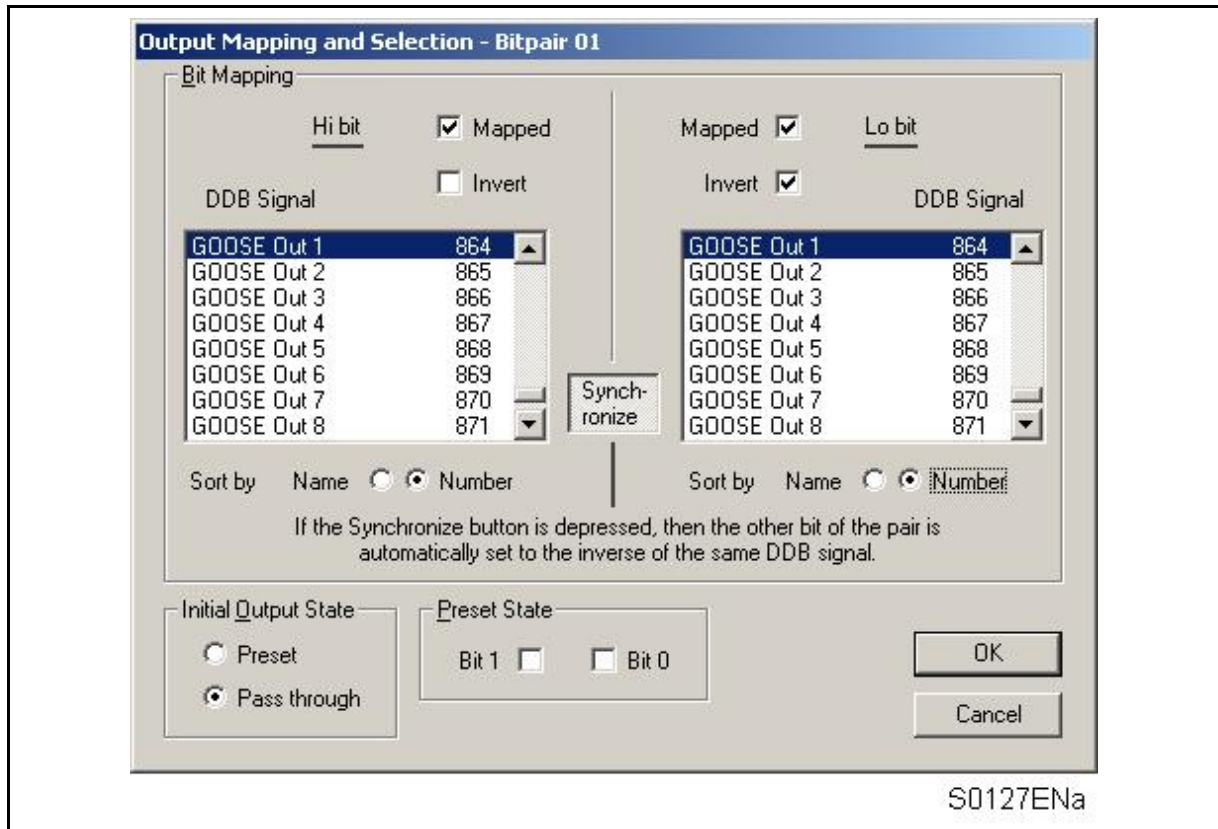 Output Mapping and Selection - Bitpair 01
Bit Mapping
Hi bit
Mapped
Mapped
Lo bit
Invert
Invert
DDB Signal
DDB Signal
GOOSE Out 1 864
GOOSE Out 2 865
GOOSE Out 3 866
GOOSE Out 4 867
GOOSE Out 5 868
GOOSE Out 6 869
GOOSE Out 7 870
GOOSE Out 8 871
Synch-
ronize
GOOSE Out 1 864
GOOSE Out 2 865
GOOSE Out 3 866
GOOSE Out 4 867
GOOSE Out 5 868
GOOSE Out 6 869
GOOSE Out 7 870
GOOSE Out 8 871
Sort by Name Number
Sort by Name Number
If the Synchronize button is depressed, then the other bit of the pair is
automatically set to the inverse of the same DDB signal.
Initial Output State
Preset
Pass through
Preset State
Bit 1 Bit 0
OK
Cancel
S0127ENa